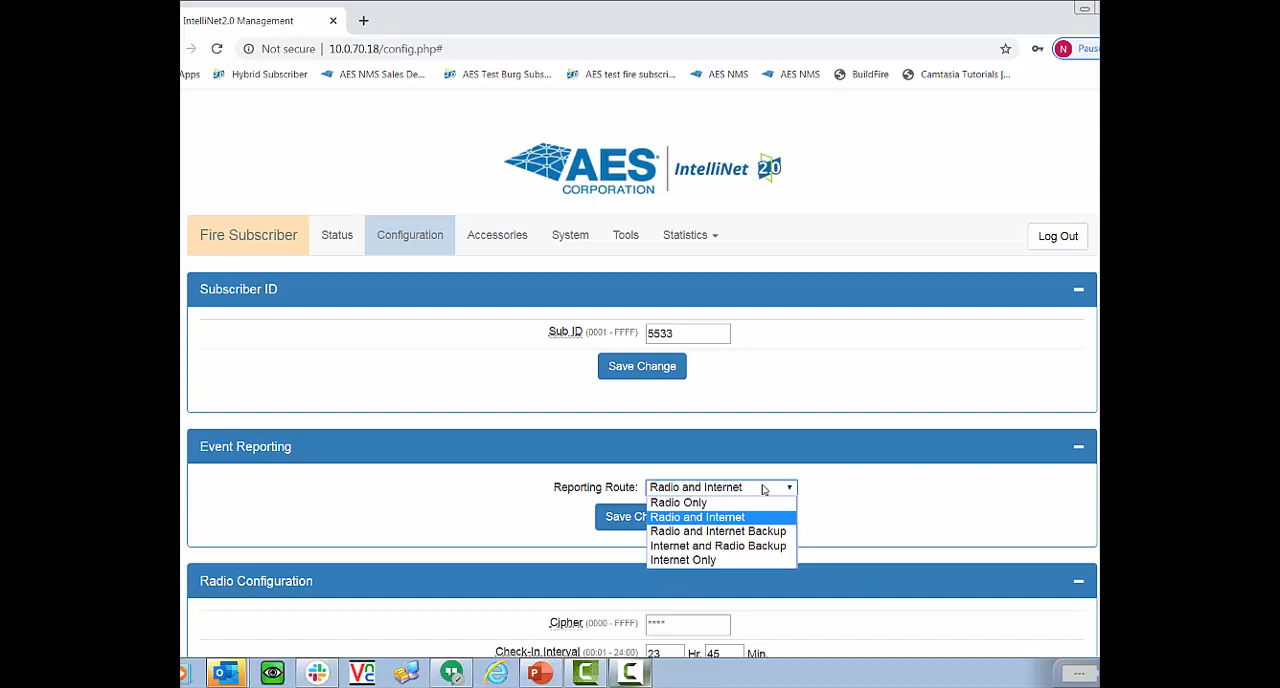 IntelliNet2.0 Management
Not secure | 10.0.70.18/config.php#
N Paus
Apps Hybrid Subscriber AES NMS Sales De... AES Test Burg Subs... AES test fire subscri... AES NMS AES NMS BuildFire Camtasia Tutorials |...
AES CORPORATION IntelliNet 2.0
Fire Subscriber Status Configuration Accessories System Tools Statistics Log Out
Subscriber ID
Sub ID (0001 - FFFF) 5533
Save Change
Event Reporting
Reporting Route: Radio and Internet
Radio Only
Save Ch Radio and Internet
Radio and Internet Backup
Internet and Radio Backup
Internet Only
Radio Configuration
Cipher (0000 - FFFF) ****
Check-In Interval (00:01 - 24:00) 23 Hr. 45 Min.